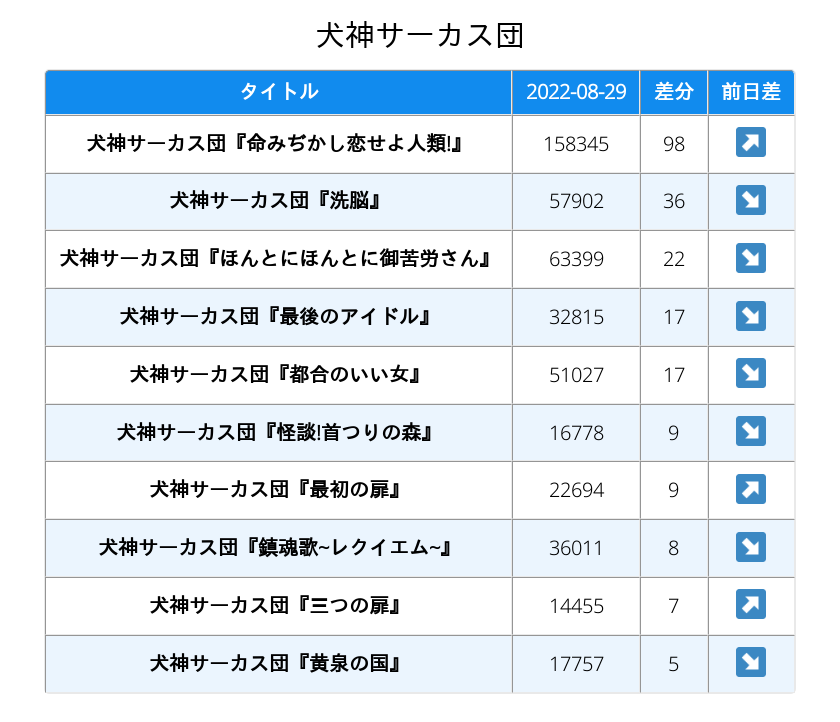 犬神サーカス団
タイトル 2022-08-29 差分 前日差
犬神サーカス団『命みぢかし恋せよ人類!』 158345 98 ↗
犬神サーカス団『洗脳』 57902 36 ↘
犬神サーカス団『ほんとにほんとに御苦労さん』 63399 22 ↘
犬神サーカス団『最後のアイドル』 32815 17 ↘
犬神サーカス団『都合のいい女』 51027 17 ↘
犬神サーカス団『怪談!首つりの森』 16778 9 ↘
犬神サーカス団『最初の扉』 22694 9 ↗
犬神サーカス団『鎮魂歌~レクイエム~』 36011 8 ↘
犬神サーカス団『三つの扉』 14455 7 ↗
犬神サーカス団『黄泉の国』 17757 5 ↘